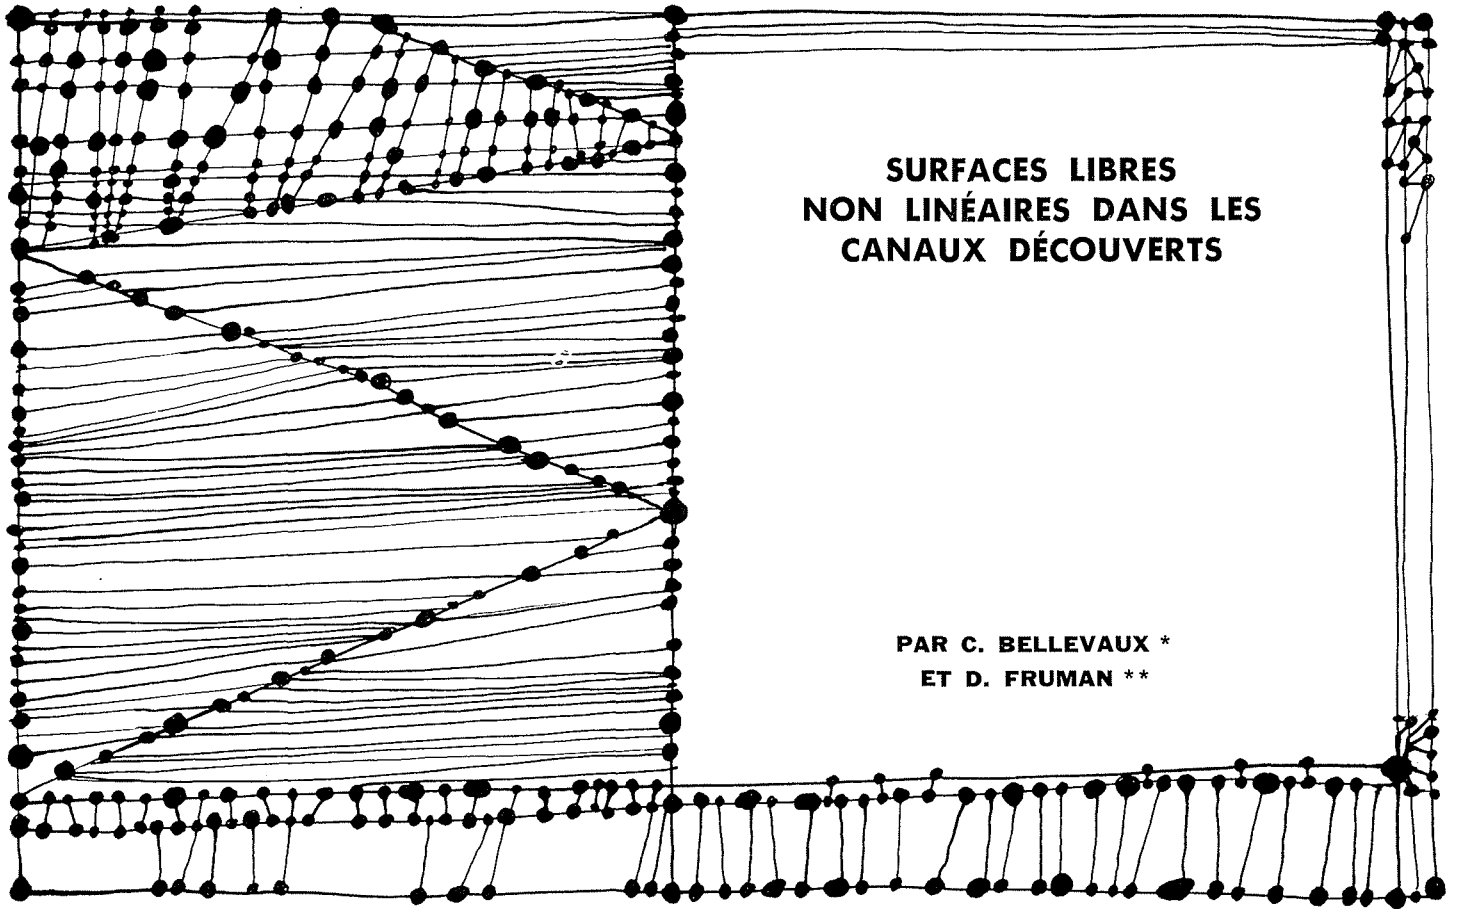 SURFACES LIBRES
NON LINÉAIRES DANS LES
CANAUX DÉCOUVERTS
PAR C. BELLEVAUX *
ET D. FRUMAN **